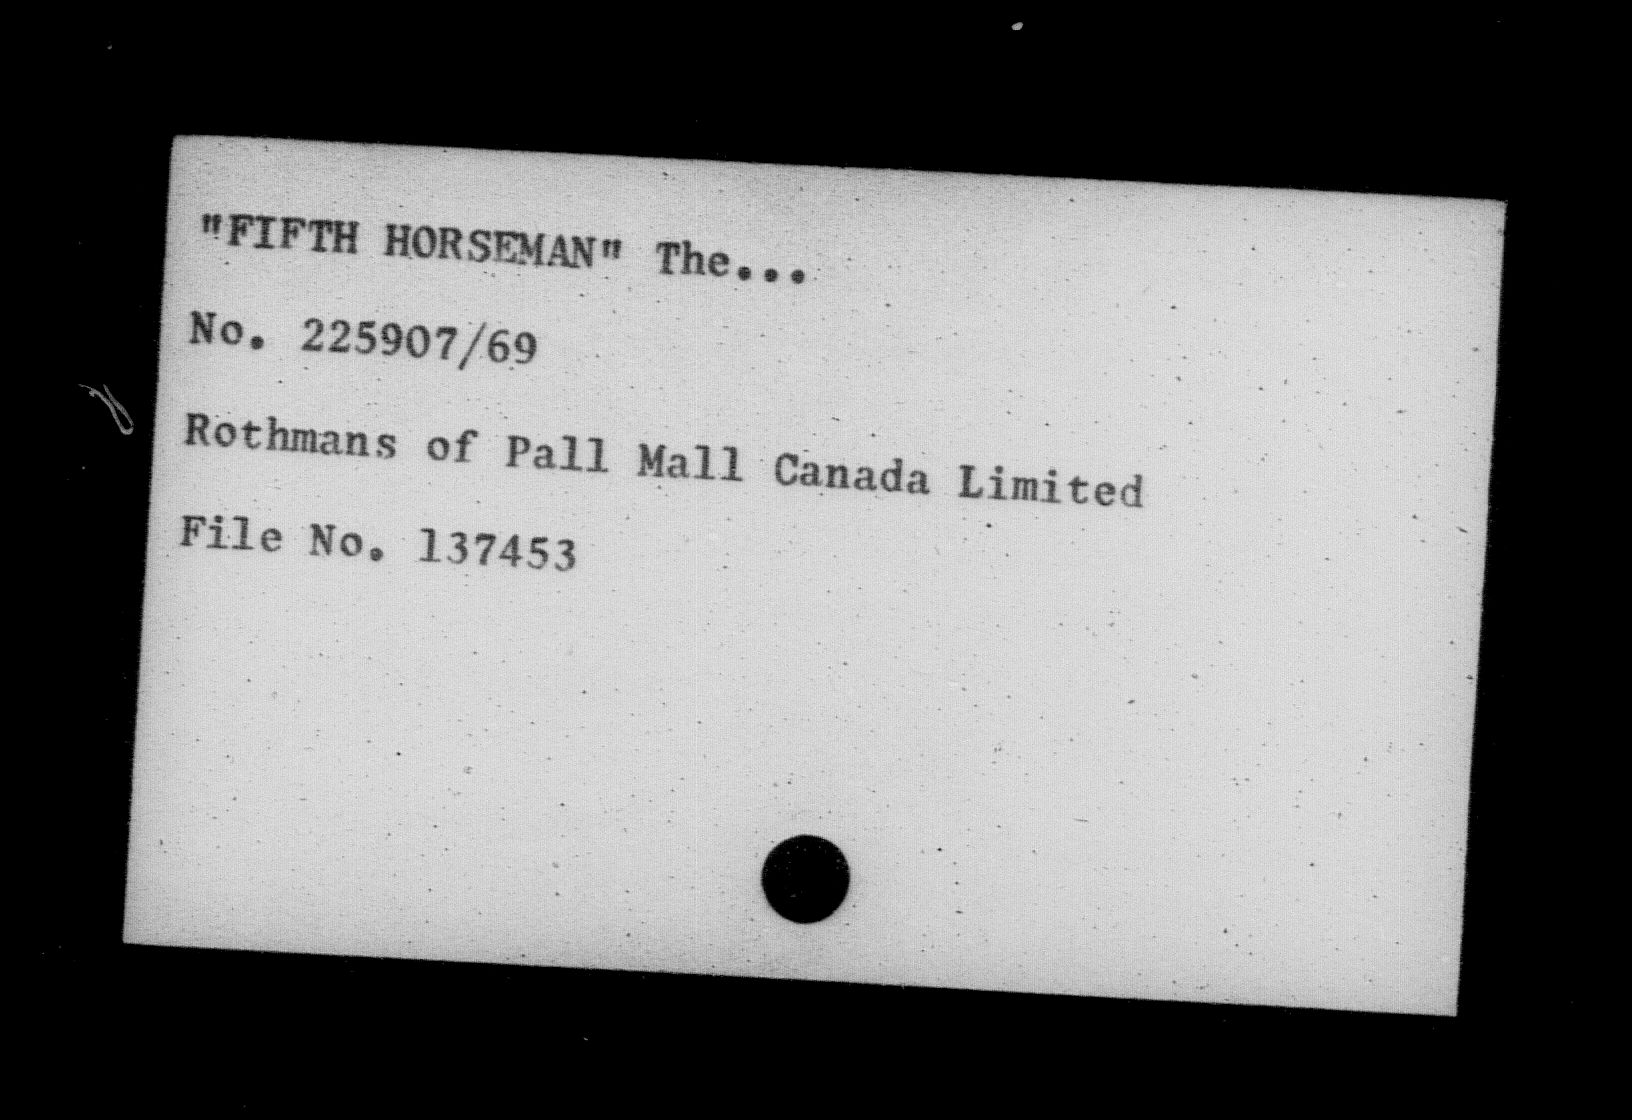 "FIFTH HORSEMAN" The...
No. 225907/69
Rothmans of Pall Mall Canada Limited
File No. 137453